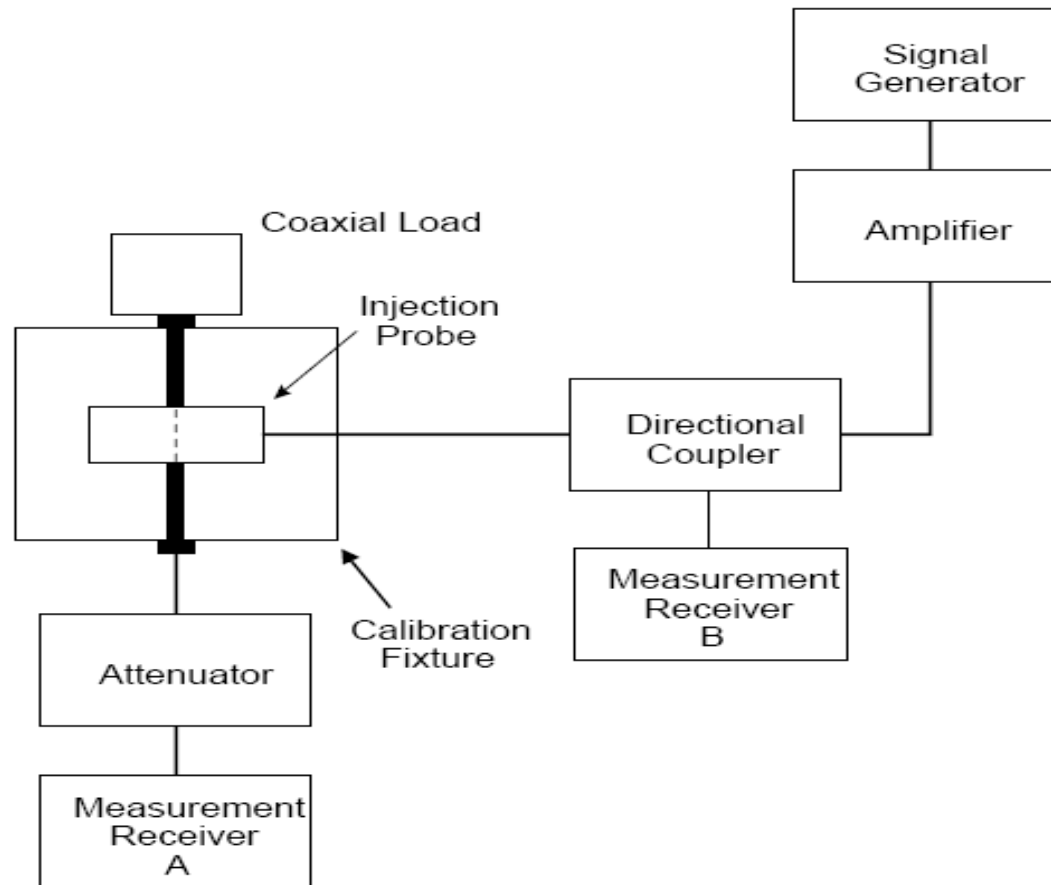 Signal
Generator
Amplifier
Coaxial Load
Injection
Probe
Directional
Coupler
Measurement
Receiver
B
Calibration
Fixture
Attenuator
Measurement
Receiver
A